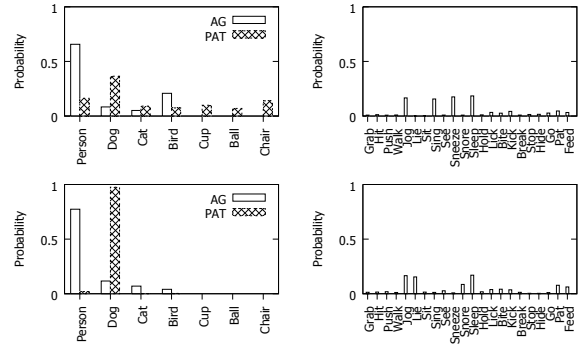 1
0.5
0
Probability
AG
PAT
Person
Dog
Cat
Bird
Cup
Ball
Chair
1
0.5
0
Probability
Grab
Hit
Push
Walk
Jog
Lie
Sit
Sing
See
Sneeze
Snore
Sleep
Hold
Lick
Bite
Kick
Break
Stop
Hide
Go
Pat
Feed
1
0.5
0
Probability
AG
PAT
Person
Dog
Cat
Bird
Cup
Ball
Chair
1
0.5
0
Probability
Grab
Hit
Push
Walk
Jog
Lie
Sit
Sing
See
Sneeze
Snore
Sleep
Hold
Lick
Bite
Kick
Break
Stop
Hide
Go
Pat
Feed